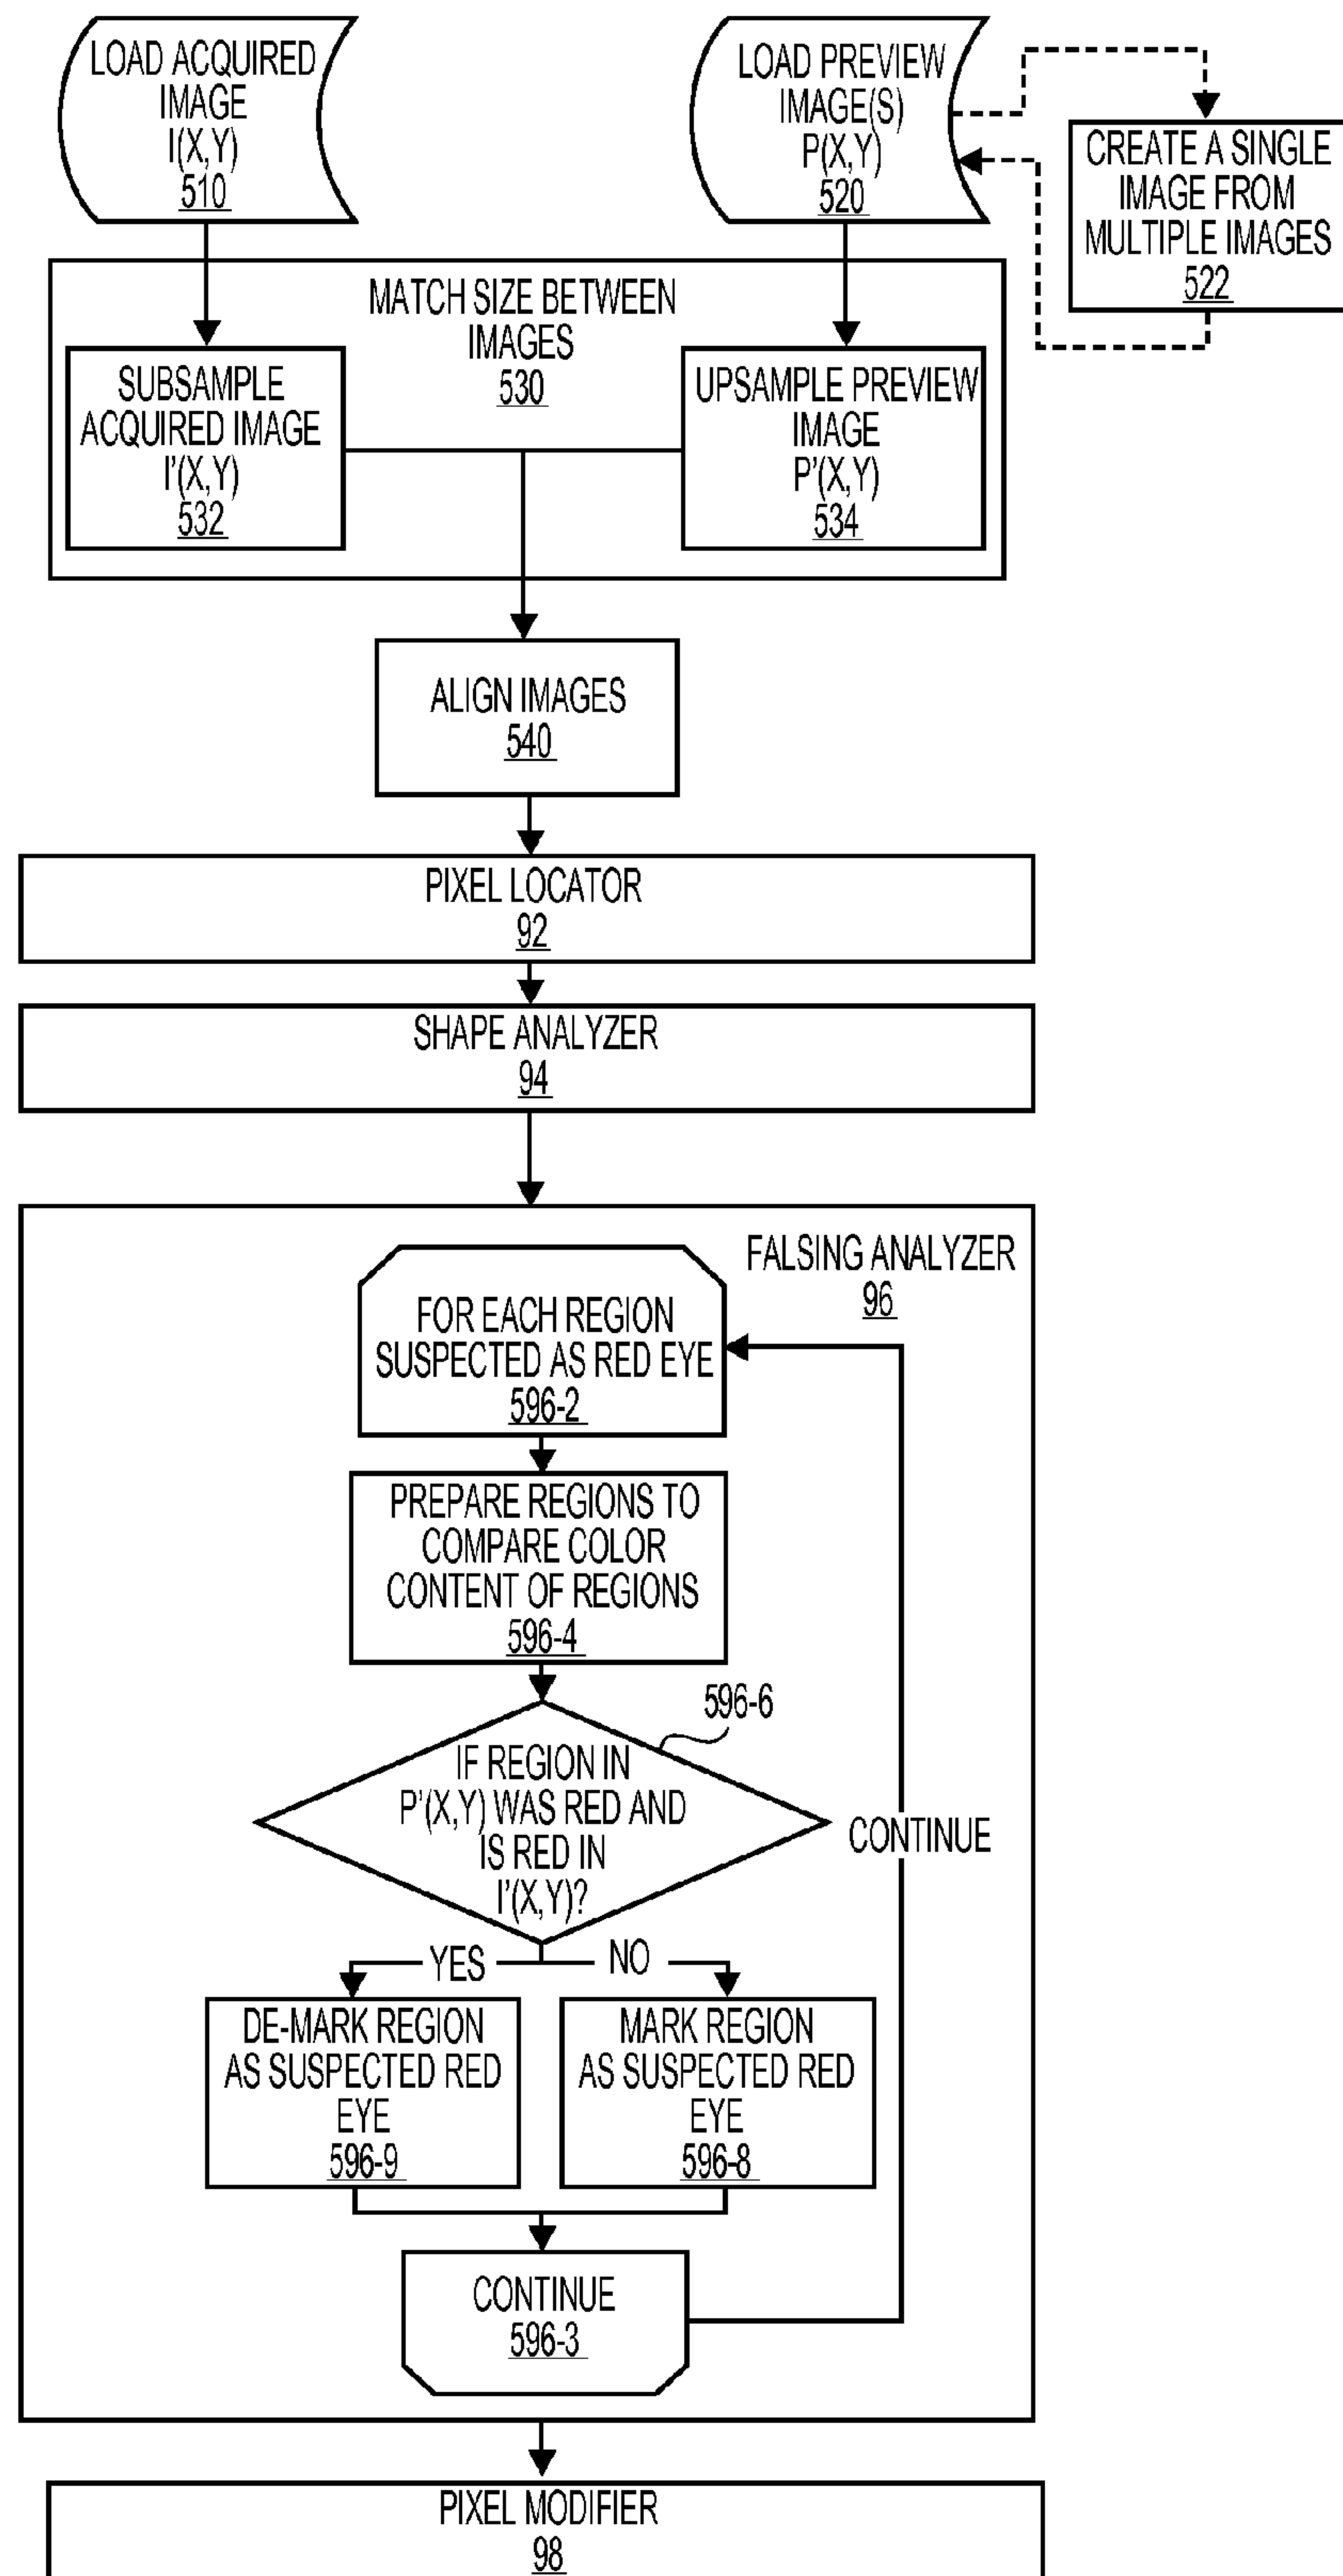 LOAD ACQUIRED
IMAGE
I(X,Y)
510
LOAD PREVIEW
IMAGE(S)
P(X,Y)
520
CREATE A SINGLE
IMAGE FROM
MULTIPLE IMAGES
522
MATCH SIZE BETWEEN
IMAGES
530
SUBSAMPLE
ACQUIRED IMAGE
I'(X,Y)
532
UPSAMPLE PREVIEW
IMAGE
P'(X,Y)
534
ALIGN IMAGES
540
PIXEL LOCATOR
92
SHAPE ANALYZER
94
FALSING ANALYZER
96
FOR EACH REGION
SUSPECTED AS RED EYE
596-2
PREPARE REGIONS TO
COMPARE COLOR
CONTENT OF REGIONS
596-4
596-6
IF REGION IN
P'(X,Y) WAS RED AND
IS RED IN
I'(X,Y)?
CONTINUE
YES
NO
DE-MARK REGION
AS SUSPECTED RED
EYE
596-9
MARK REGION
AS SUSPECTED RED
EYE
596-8
CONTINUE
596-3
PIXEL MODIFIER
98